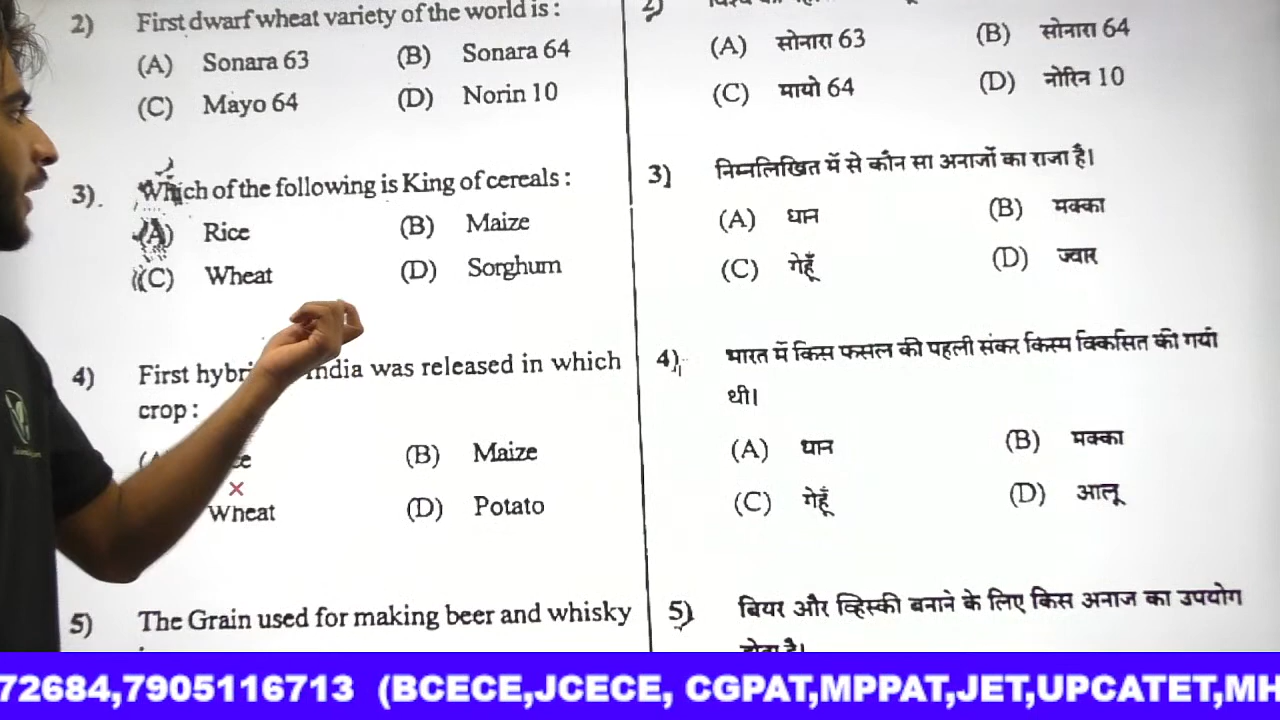 2) First dwarf wheat variety of the world is :
(A) Sonara 63 (B) Sonara 64
(C) Mayo 64 (D) Norin 10
3). Which of the following is King of cereals :
(A) Rice (B) Maize
(C) Wheat (D) Sorghum
4) First India was released in which
crop :
(B) Maize
Wheat (D) Potato
5) The Grain used for making beer and whisky
2)
(A) सोनारा 63 (B) सोनारा 64
(C) मायो 64 (D) नोरिन 10
3) निम्नलिखित में से कौन सा अनाजों का राजा है।
(A) धान (B) मक्का
(C) गेहूँ (D) ज्वार
4) भारत में किस फसल की पहली संकर किस्म विकसित की गयी
थी।
(A) धान (B) मक्का
(C) गेहूँ (D) आलू
5) बियर और व्हिस्की बनाने के लिए किस अनाज का उपयोग
होता है।
72684,7905116713 (BCECE,JCECE, CGPAT,MPPAT,JET,UPCATET,MH